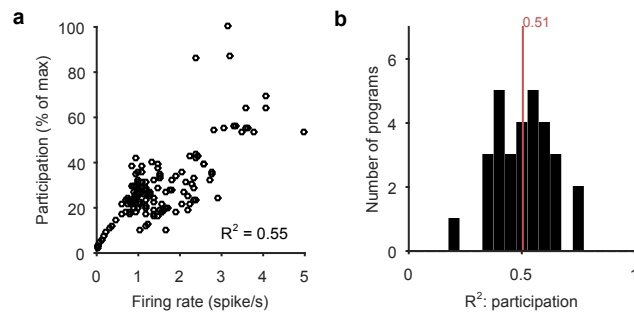 a
100
80
60
40
20
0
Participation (% of max)
R² = 0.55
0 1 2 3 4 5
Firing rate (spike/s)
b
0.51
6
4
2
0
Number of programs
0 0.5 1
R²: participation